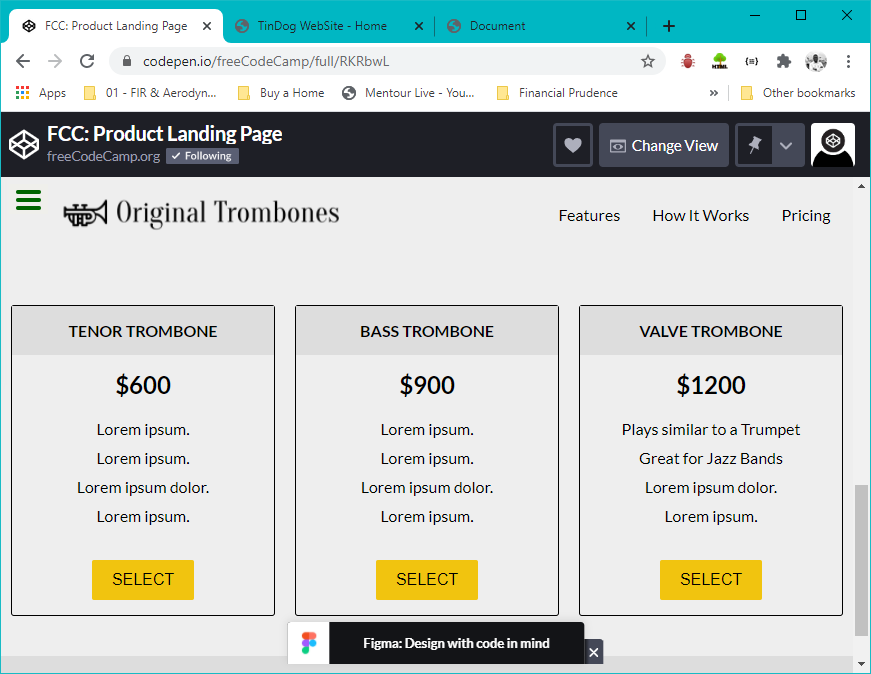 FCC: Product Landing Page
TinDog WebSite - Home
Document
codepen.io/freeCodeCamp/full/RKRbwL
HTML
Apps
01 - FIR & Aerodyn...
Buy a Home
Mentour Live - You...
Financial Prudence
»
Other bookmarks
FCC: Product Landing Page
freeCodeCamp.org
Following
Change View
Original Trombones
Features
How It Works
Pricing
TENOR TROMBONE
$600
Lorem ipsum.
Lorem ipsum.
Lorem ipsum dolor.
Lorem ipsum.
SELECT
BASS TROMBONE
$900
Lorem ipsum.
Lorem ipsum.
Lorem ipsum dolor.
Lorem ipsum.
SELECT
VALVE TROMBONE
$1200
Plays similar to a Trumpet
Great for Jazz Bands
Lorem ipsum dolor.
Lorem ipsum.
SELECT
Figma: Design with code in mind